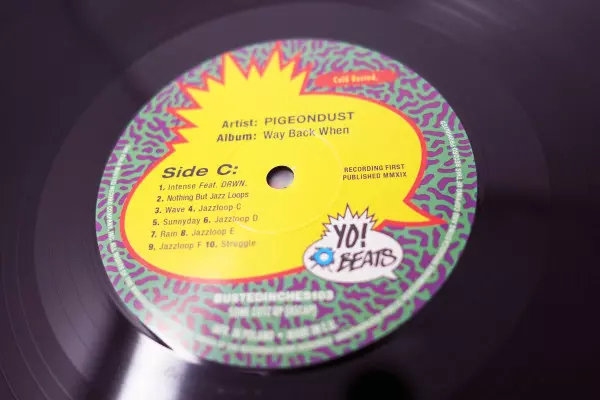 Cold Busted.
Artist: PIGEONDUST
Album: Way Back When
Side C:
RECORDING FIRST
PUBLISHED MMXIX
1. Intense Feat. DRWN.
2. Nothing But Jazz Loops
3. Wave 4. Jazzloop C
5. Sunnyday 6. Jazzloop D
7. Rain 8. Jazzloop E
9. Jazzloop F 10. Struggle
YO!
BEATS
BUSTEDINCHES103